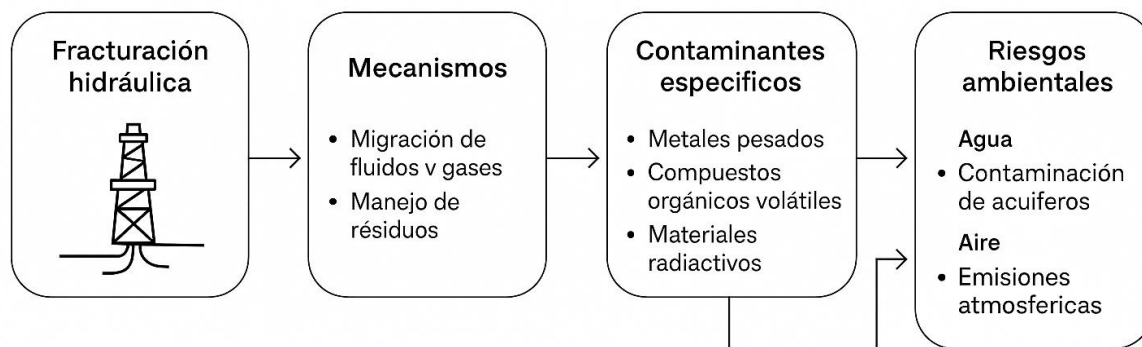 Fracturación
hidráulica
Mecanismos
• Migración de
fluidos v gases
• Manejo de
résiduos
Contaminantes
especificos
• Metales pesados
• Compuestos
orgánicos volátiles
• Materiales
radiactivos
Riesgos
ambientales
Agua
• Contaminación
de acuiferos
Aire
• Emisiones
atmosfericas